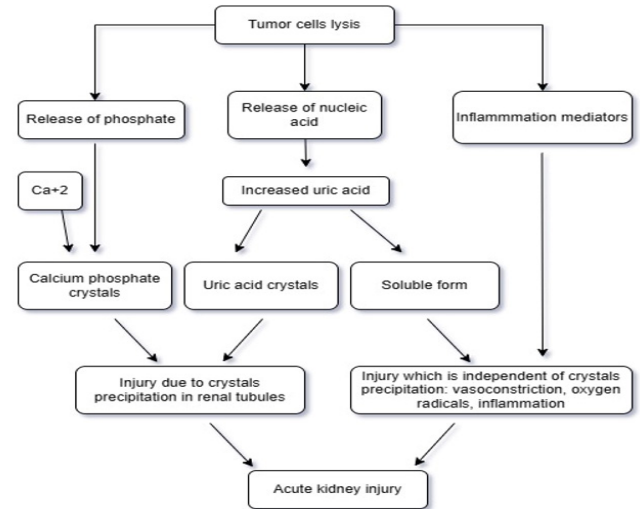 Tumor cells lysis
Release of phosphate
Release of nucleic
acid
Inflammmation mediators
Ca+2
Increased uric acid
Calcium phosphate
crystals
Uric acid crystals
Soluble form
Injury due to crystals
precipitation in renal tubules
Injury which is independent of crystals
precipitation: vasoconstriction, oxygen
radicals, inflammation
Acute kidney injury